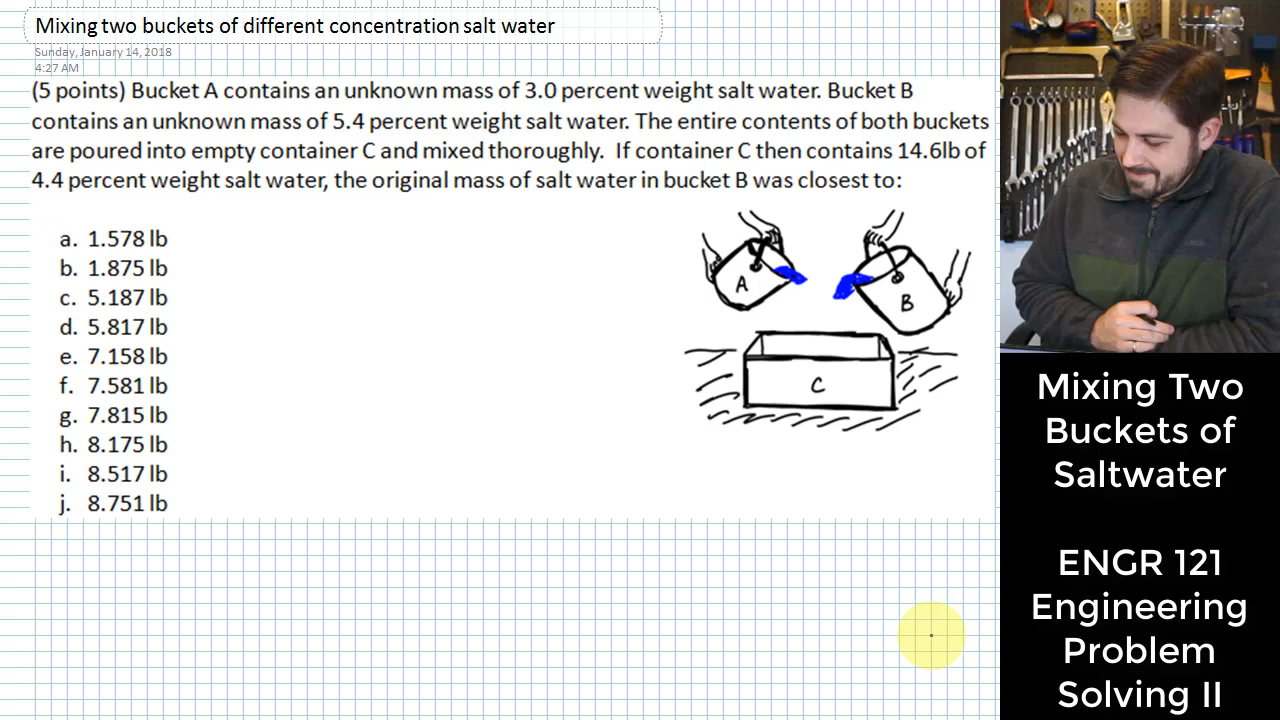 Mixing two buckets of different concentration salt water
Sunday, January 14, 2018
4:27 AM
(5 points) Bucket A contains an unknown mass of 3.0 percent weight salt water. Bucket B
contains an unknown mass of 5.4 percent weight salt water. The entire contents of both buckets
are poured into empty container C and mixed thoroughly. If container C then contains 14.6lb of
4.4 percent weight salt water, the original mass of salt water in bucket B was closest to:
a. 1.578 lb
b. 1.875 lb
c. 5.187 lb
d. 5.817 lb
e. 7.158 lb
f. 7.581 lb
g. 7.815 lb
h. 8.175 lb
i. 8.517 lb
j. 8.751 lb
A
B
C
Mixing Two
Buckets of
Saltwater
ENGR 121
Engineering
Problem
Solving II